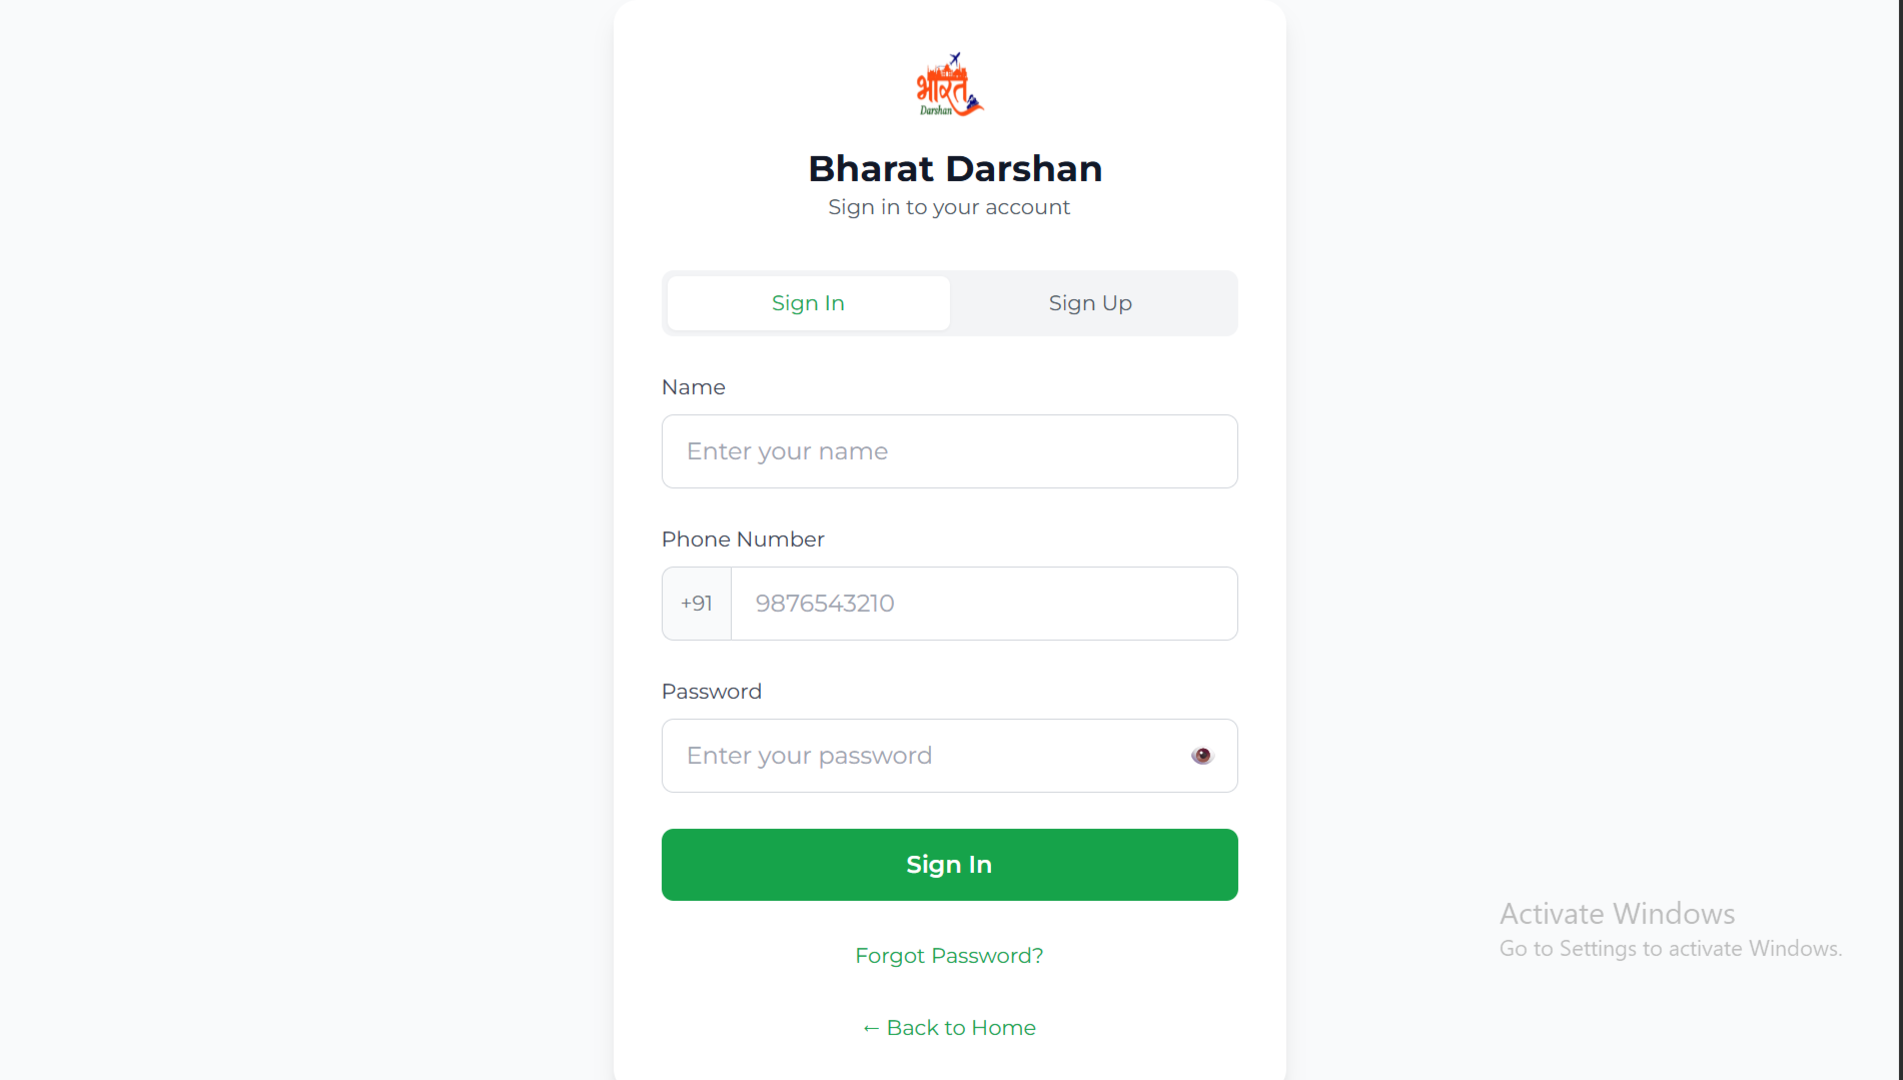 भारत
Darshan
Bharat Darshan
Sign in to your account
Sign In
Sign Up
Name
Enter your name
Phone Number
+91
9876543210
Password
Enter your password
Sign In
Forgot Password?
← Back to Home
Activate Windows
Go to Settings to activate Windows.